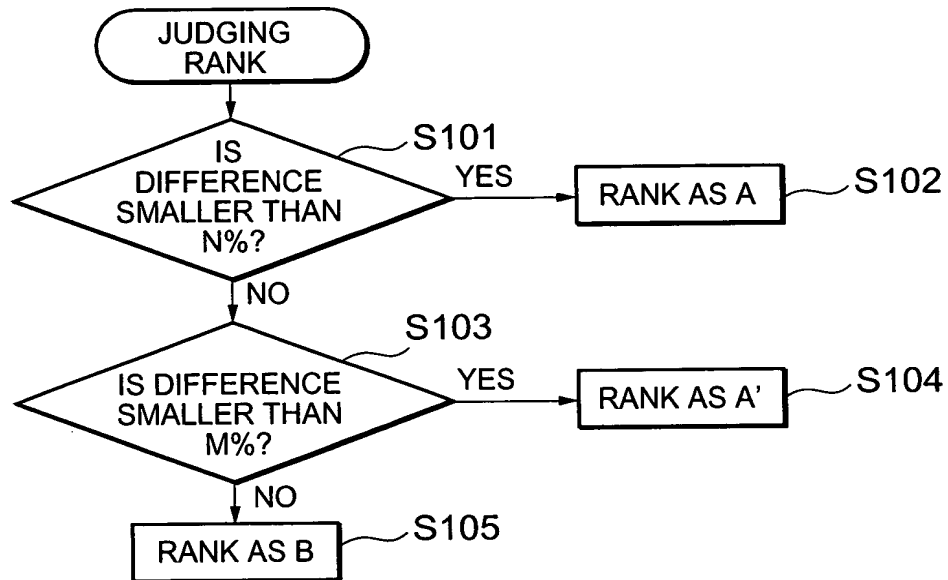 JUDGING
RANK
S101
IS
DIFFERENCE
SMALLER THAN
N%?
YES
RANK AS A
S102
NO
S103
IS DIFFERENCE
SMALLER THAN
M%?
YES
RANK AS A'
S104
NO
RANK AS B
S105